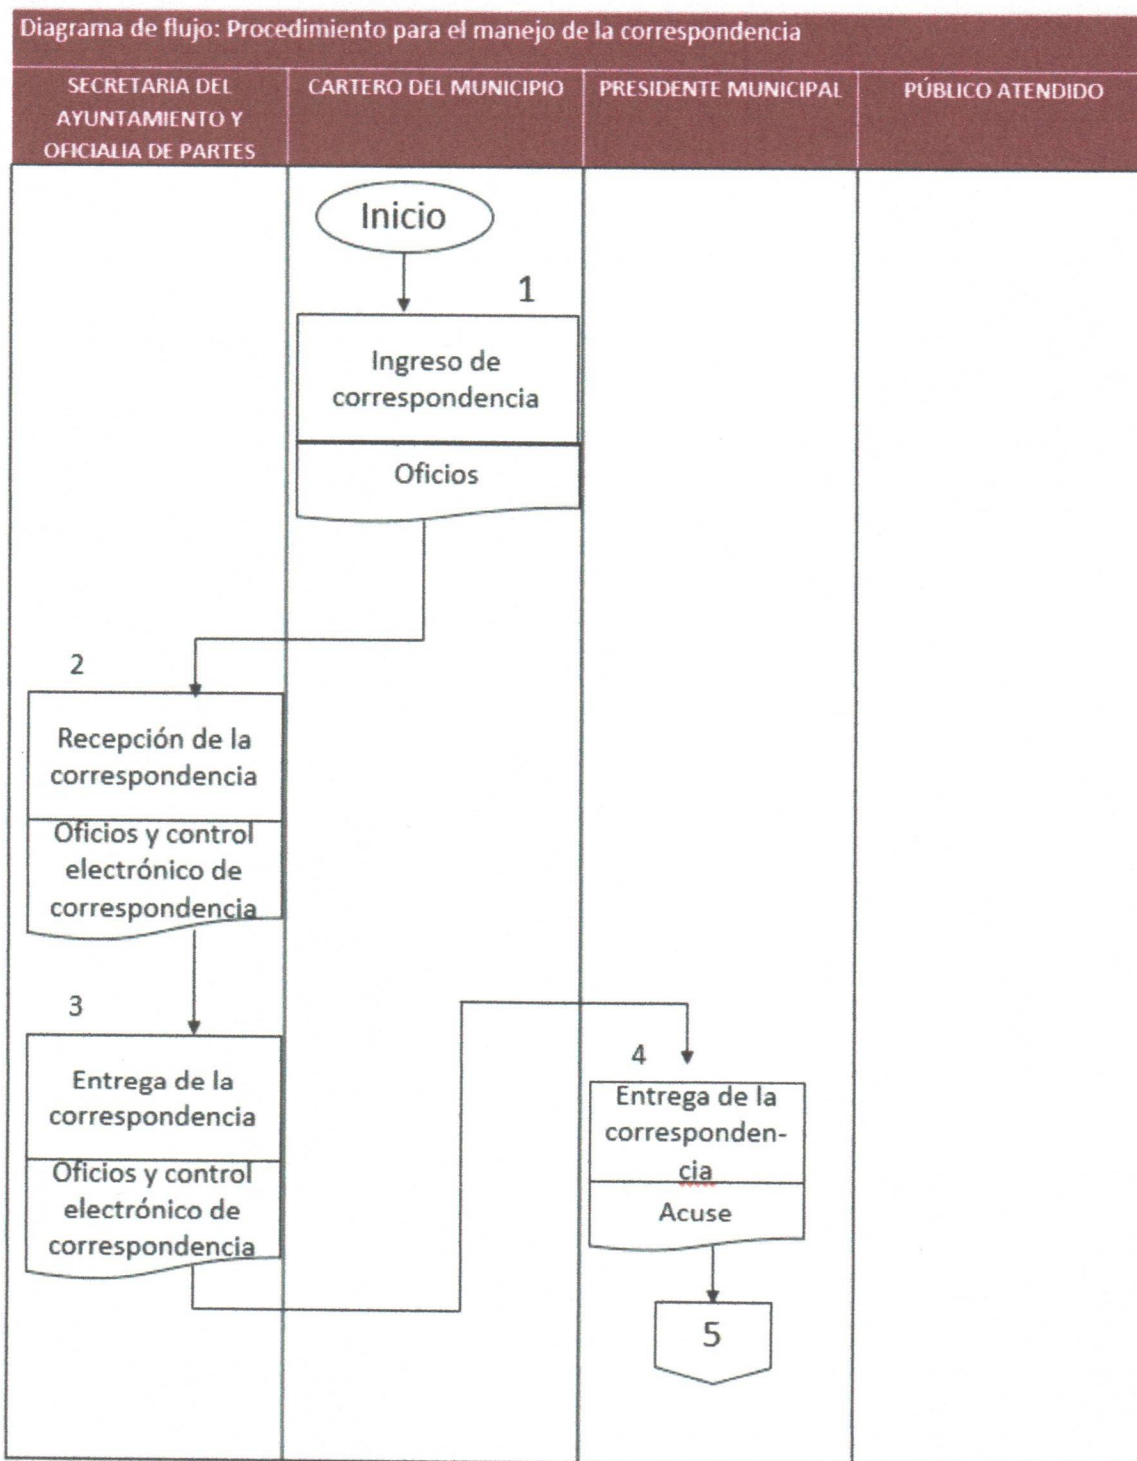 Diagrama de flujo: Procedimiento para el manejo de la correspondencia
SECRETARIA DEL
AYUNTAMIENTO Y
OFICIALIA DE PARTES
CARTERO DEL MUNICIPIO
PRESIDENTE MUNICIPAL
PÚBLICO ATENDIDO
Inicio
1
Ingreso de
correspondencia
Oficios
2
Recepción de la
correspondencia
Oficios y control
electrónico de
correspondencia
3
Entrega de la
correspondencia
Oficios y control
electrónico de
correspondencia
4
Entrega de la
corresponden-
cia
Acuse
5